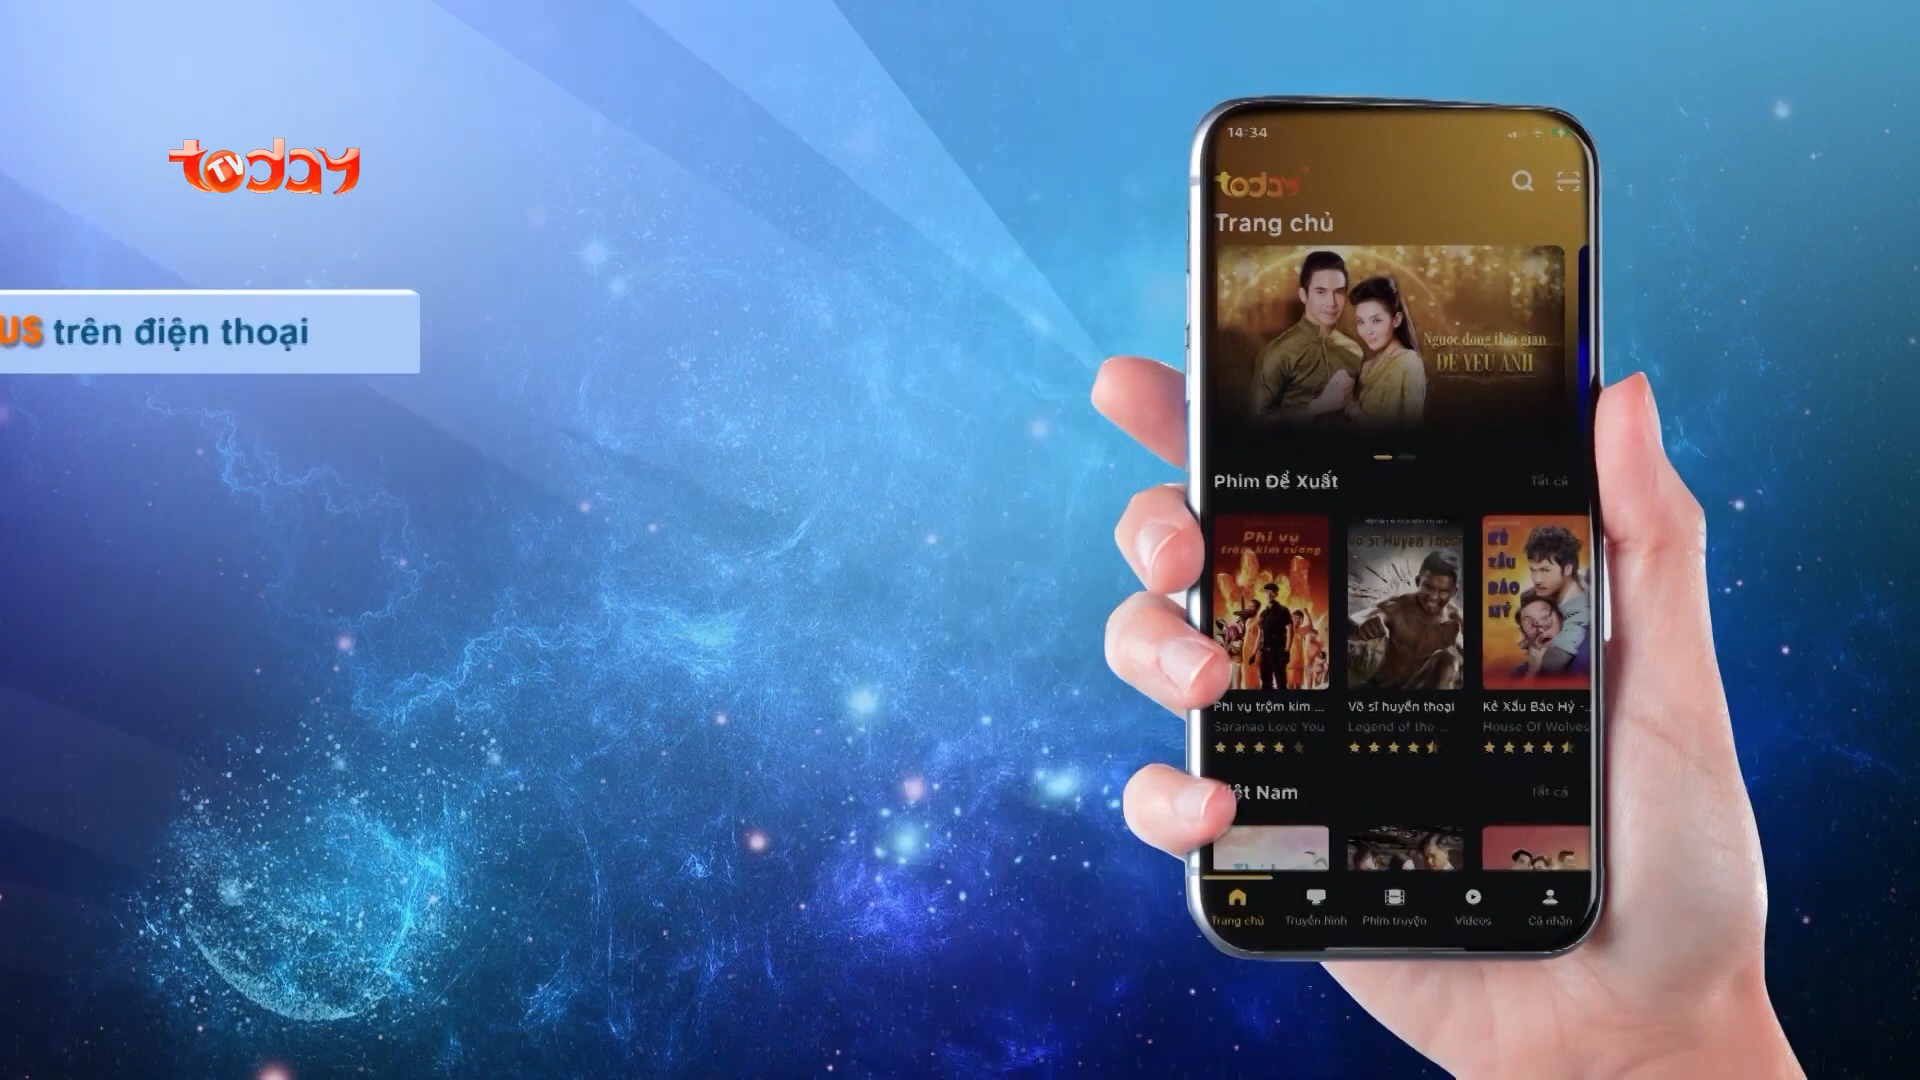 today
TV
US trên điện thoại
14:34
today
Trang chủ
Ngược dòng thời gian
ĐỂ YÊU ANH
Phim Để Xuất
Tất cả
Phi vụ
trộm kim cương
Võ Sĩ Huyền Thoại
KẺ
XẤU
BÁO
HỶ
Phi vụ trộm kim ...
Võ sĩ huyền thoại
Kẻ Xấu Báo Hỷ -...
Saranae Love You
Legend of the ...
House Of Wolves
iệt Nam
Tất cả
Trang chủ
Truyền hình
Phim truyện
Videos
Cá nhân